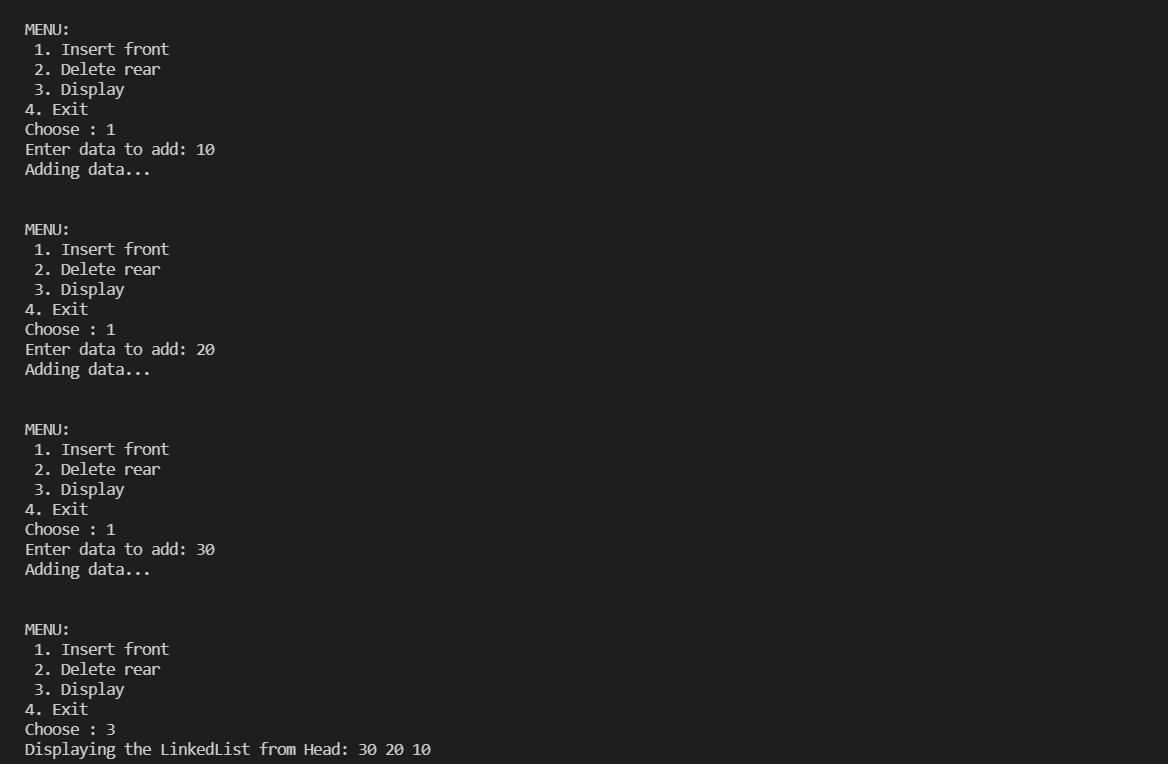 MENU:
 1. Insert front
 2. Delete rear
 3. Display
4. Exit
Choose : 1
Enter data to add: 10
Adding data...
MENU:
 1. Insert front
 2. Delete rear
 3. Display
4. Exit
Choose : 1
Enter data to add: 20
Adding data...
MENU:
 1. Insert front
 2. Delete rear
 3. Display
4. Exit
Choose : 1
Enter data to add: 30
Adding data...
MENU:
 1. Insert front
 2. Delete rear
 3. Display
4. Exit
Choose : 3
Displaying the LinkedList from Head: 30 20 10